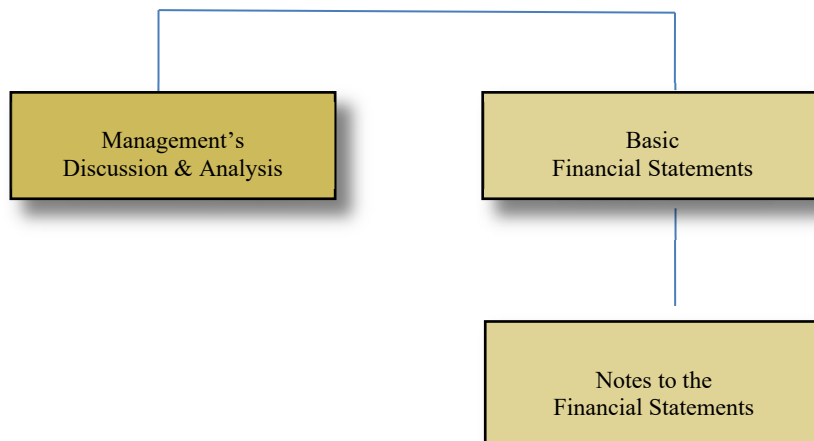 Management’s
Discussion & Analysis
Basic
Financial Statements
Notes to the
Financial Statements